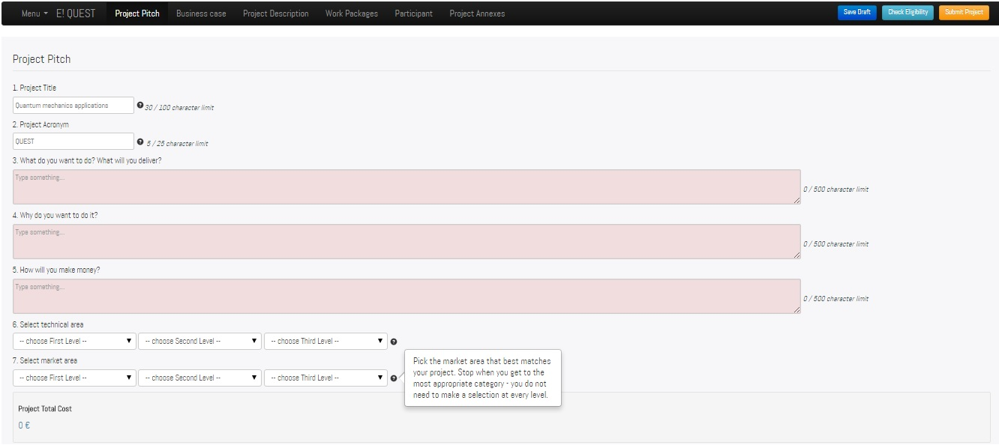 Menu E! QUEST Project Pitch Business case Project Description Work Packages Participant Project Annexes Save Draft Check Eligibility Submit Project
Project Pitch
1. Project Title
Quantum mechanics applications ? 30 / 100 character limit
2. Project Acronym
QUEST ? 5 / 25 character limit
3. What do you want to do? What will you deliver?
Type something...
0 / 500 character limit
4. Why do you want to do it?
Type something...
0 / 500 character limit
5. How will you make money?
Type something...
0 / 500 character limit
6. Select technical area
-- choose First Level -- -- choose Second Level -- -- choose Third Level -- ?
7. Select market area
-- choose First Level -- -- choose Second Level -- -- choose Third Level -- ?
Pick the market area that best matches
your project. Stop when you get to the
most appropriate category - you do not
need to make a selection at every level.
Project Total Cost
0 €